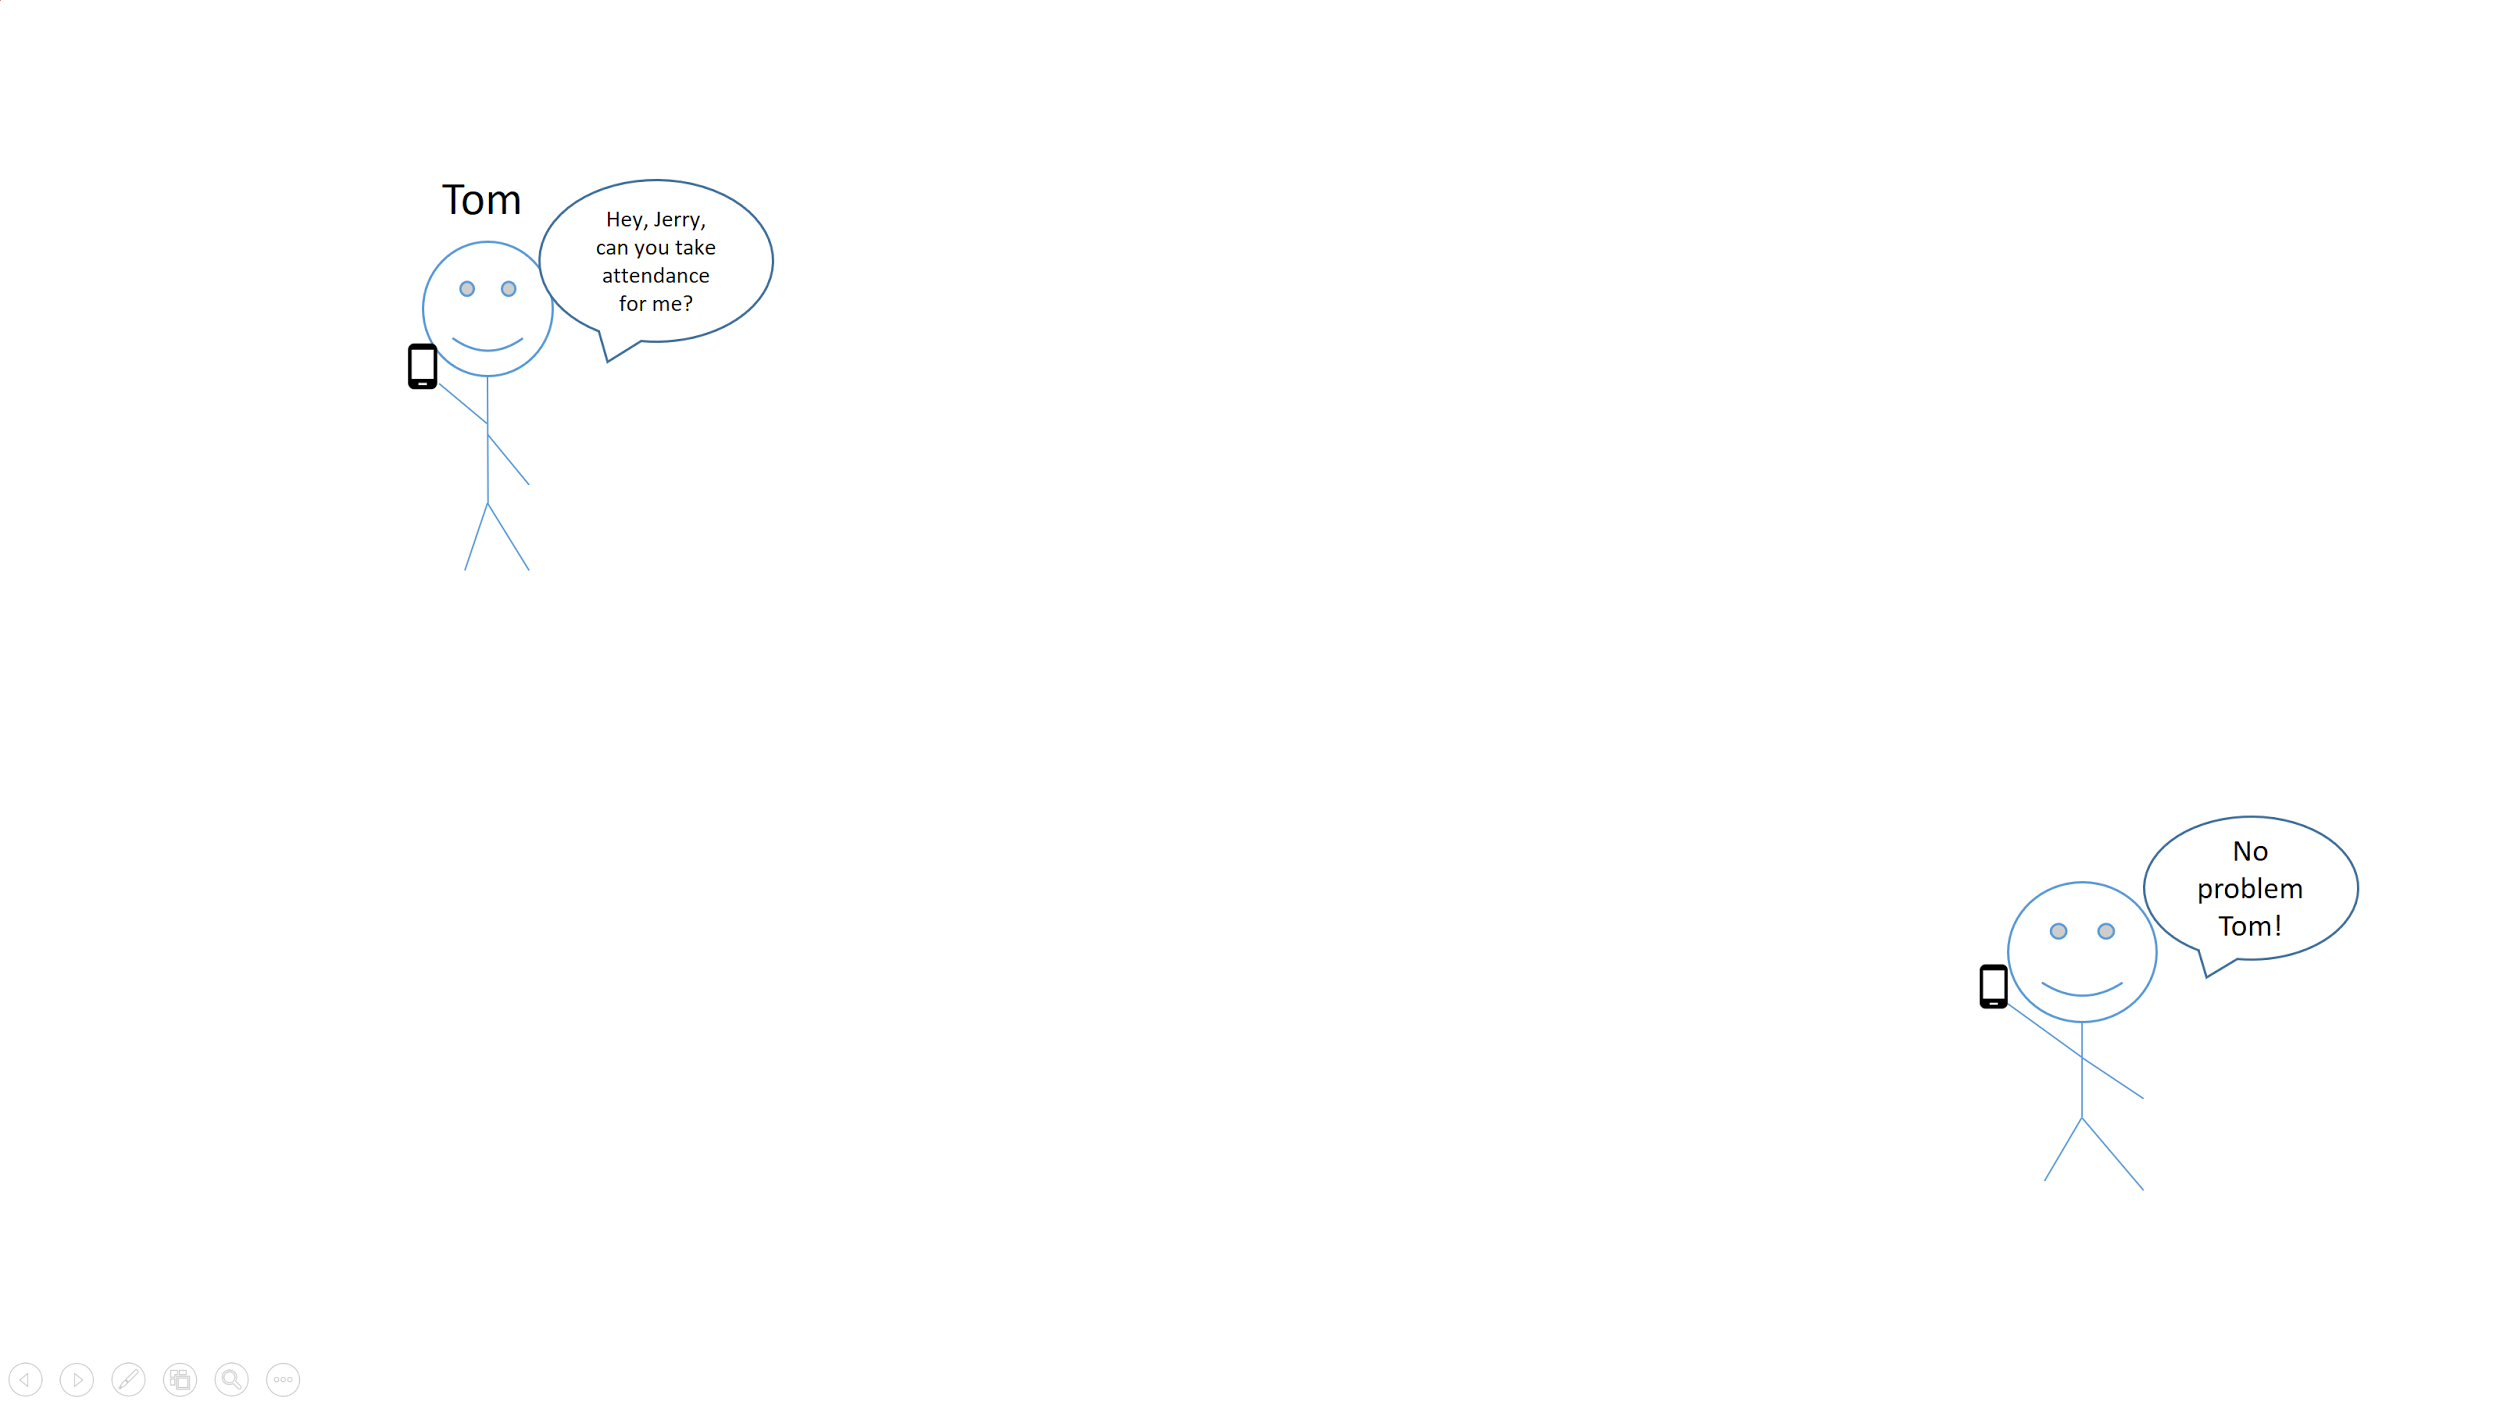 Tom
Hey, Jerry,
can you take
attendance
for me?
No
problem
Tom!